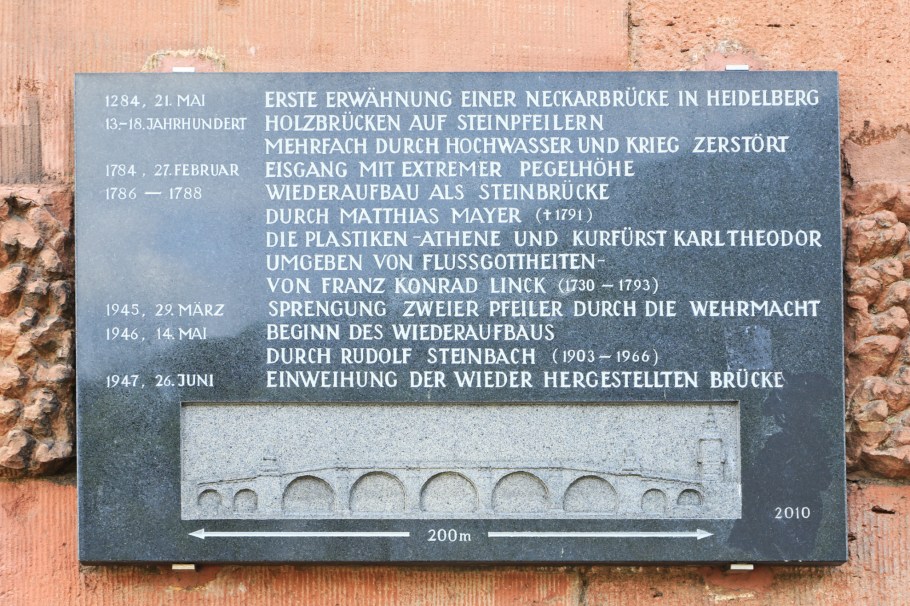 1284, 21. MAI ERSTE ERWÄHNUNG EINER NECKARBRÜCKE IN HEIDELBERG
13.-18. JAHRHUNDERT HOLZBRÜCKEN AUF STEINPFEILERN
MEHRFACH DURCH HOCHWASSER UND KRIEG ZERSTÖRT
1784, 27. FEBRUAR EISGANG MIT EXTREMER PEGELHÖHE
1786 — 1788 WIEDERAUFBAU ALS STEINBRÜCKE
DURCH MATTHIAS MAYER (†1791)
DIE PLASTIKEN -ATHENE UND KURFÜRST KARLTHEODOR
UMGEBEN VON FLUSSGOTTHEITEN-
VON FRANZ KONRAD LINCK (1730 — 1793)
1945, 29. MÄRZ SPRENGUNG ZWEIER PFEILER DURCH DIE WEHRMACHT
1946, 14. MAI BEGINN DES WIEDERAUFBAUS
DURCH RUDOLF STEINBACH (1903 — 1966)
1947, 26. JUNI EINWEIHUNG DER WIEDER HERGESTELLTEN BRÜCKE
2010
200m